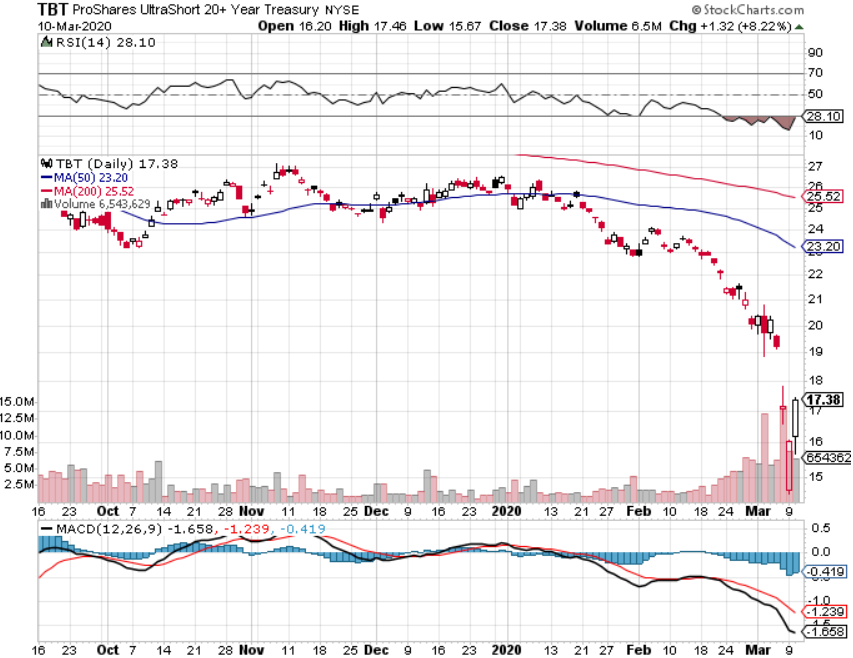 TBT ProShares UltraShort 20+ Year Treasury NYSE © StockCharts.com
10-Mar-2020 Open 16.20 High 17.46 Low 15.67 Close 17.38 Volume 6.5M Chg +1.32 (+8.22%)
RSI(14) 28.10
90
70
50
28.10
10
TBT (Daily) 17.38
MA(50) 23.20
MA(200) 25.52
Volume 6,543,629
27
26
25.52
25
24
23.20
22
21
20
19
18
17.38
17
16
654362
15
15.0M
12.5M
10.0M
7.5M
5.0M
2.5M
16 23 Oct 7 14 21 28 Nov 11 18 25 Dec 9 16 23 2020 13 21 27 Feb 10 18 24 Mar 9
MACD(12,26,9) -1.658, -1.239, -0.419
0.5
0.0
-0.419
-1.0
-1.239
-1.658
16 23 Oct 7 14 21 28 Nov 11 18 25 Dec 9 16 23 2020 13 21 27 Feb 10 18 24 Mar 9